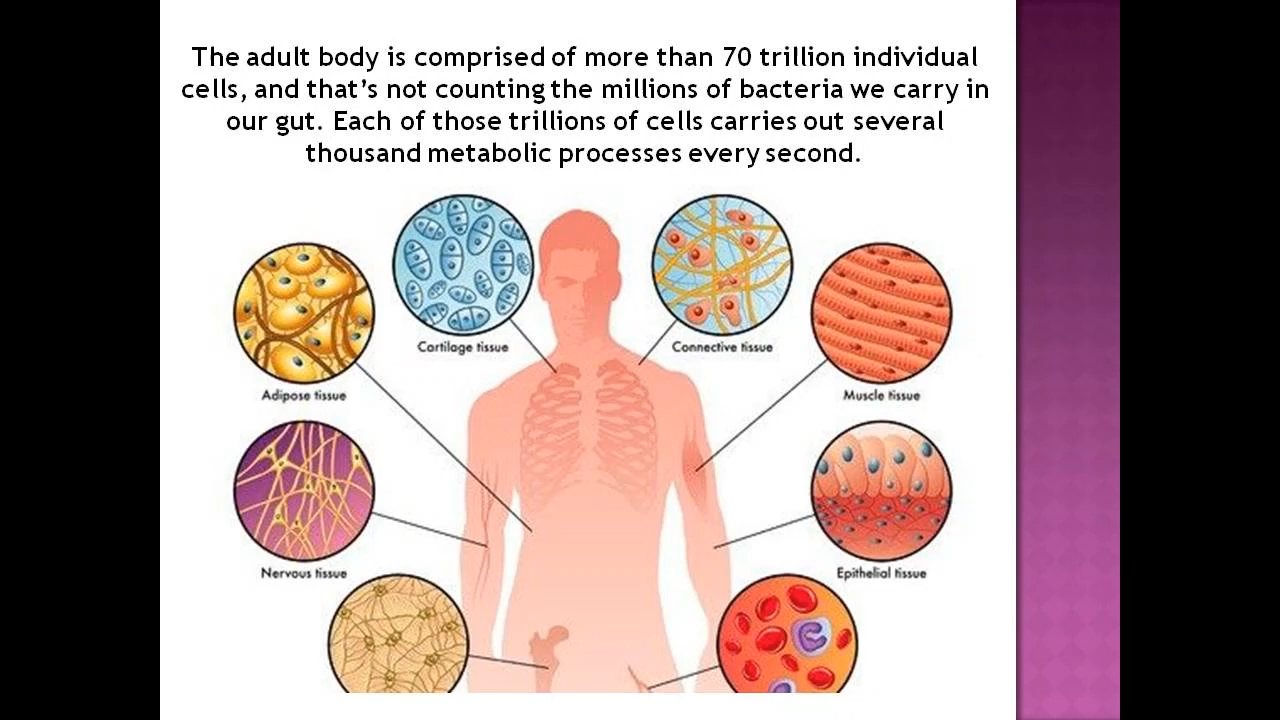 The adult body is comprised of more than 70 trillion individual
cells, and that's not counting the millions of bacteria we carry in
our gut. Each of those trillions of cells carries out several
thousand metabolic processes every second.
Cartilage tissue
Connective tissue
Adipose tissue
Muscle tissue
Nervous tissue
Epithelial tissue